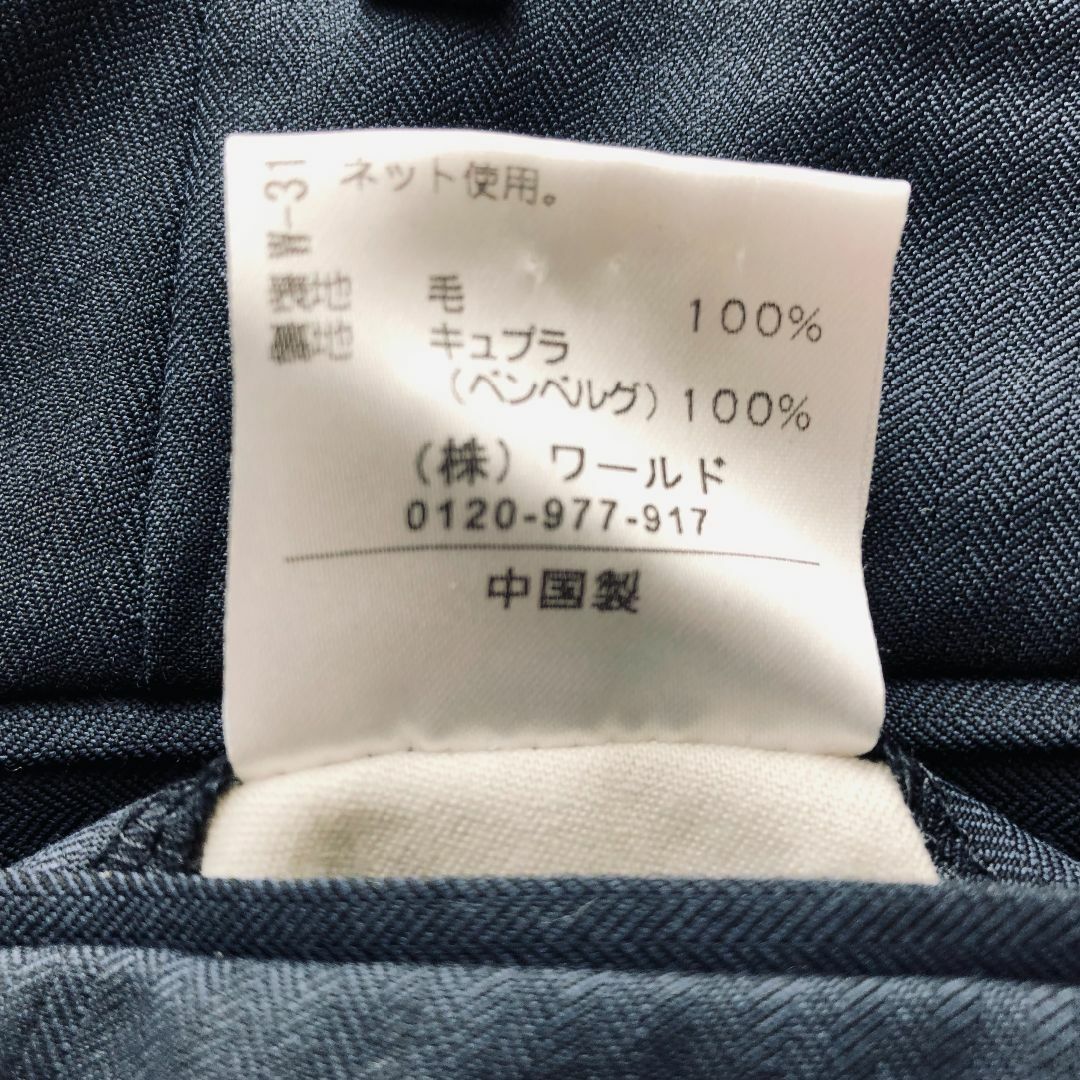 ネット使用。
W-31
表地 毛 100%
裏地 キュプラ
(ベンベルグ) 100%
(株) ワールド
0120-977-917
中国製